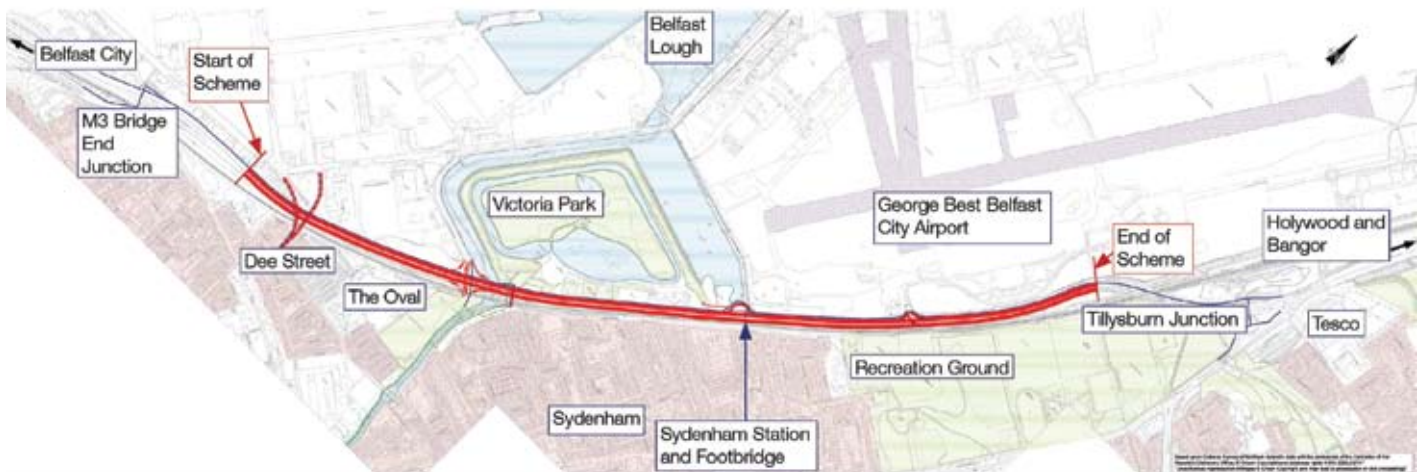 Belfast City
Start of
Scheme
M3 Bridge
End
Junction
Dee Street
The Oval
Victoria Park
Belfast
Lough
George Best Belfast
City Airport
Holywood and
Bangor
End of
Scheme
Tillysburn Junction
Tesco
Recreation Ground
Sydenham
Sydenham Station
and Footbridge